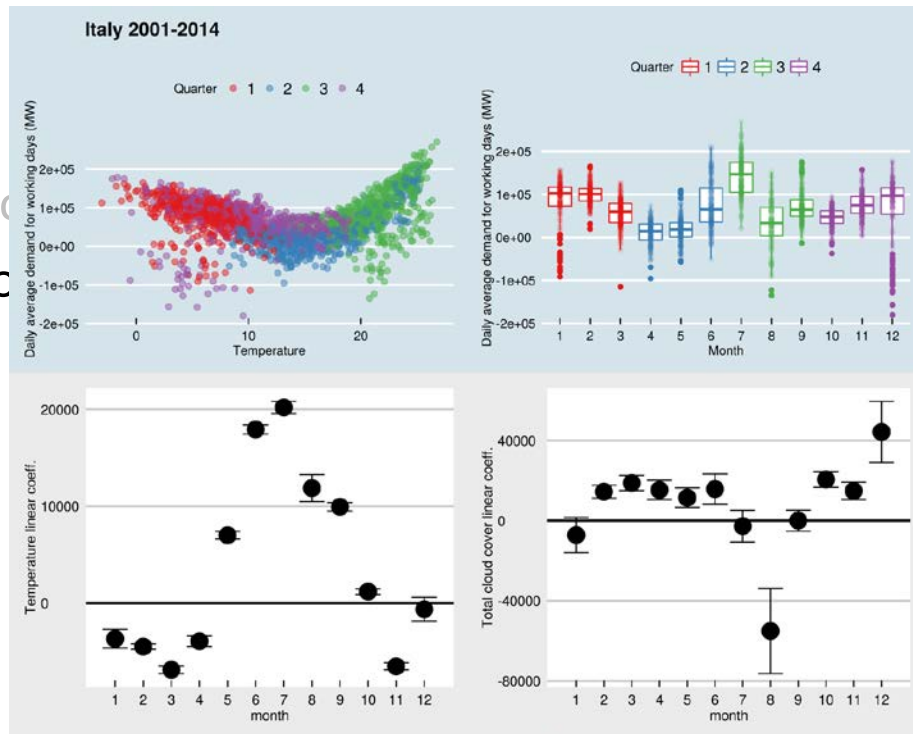 Italy 2001-2014
Quarter 1 2 3 4
Daily average demand for working days (MW)
2e+05
1e+05
0e+00
-1e+05
-2e+05
0 10 20
Temperature
Quarter 1 2 3 4
Daily average demand for working days (MW)
2e+05
1e+05
0e+00
-1e+05
-2e+05
1 2 3 4 5 6 7 8 9 10 11 12
Month
Temperature linear coeff.
20000
10000
0
1 2 3 4 5 6 7 8 9 10 11 12
month
Total cloud cover linear coeff.
40000
0
-40000
-80000
1 2 3 4 5 6 7 8 9 10 11 12
month